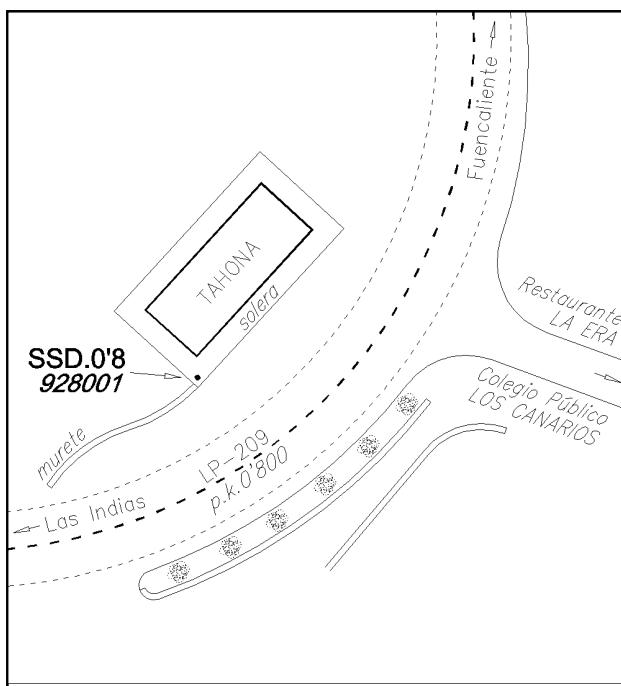 Fuencaliente
TAHONA
solera
Restaurante
LA ERA
SSD.0'8
928001
Colegio Público
LOS CANARIOS
murete
LP-209
p.k.0'800
Las Indias